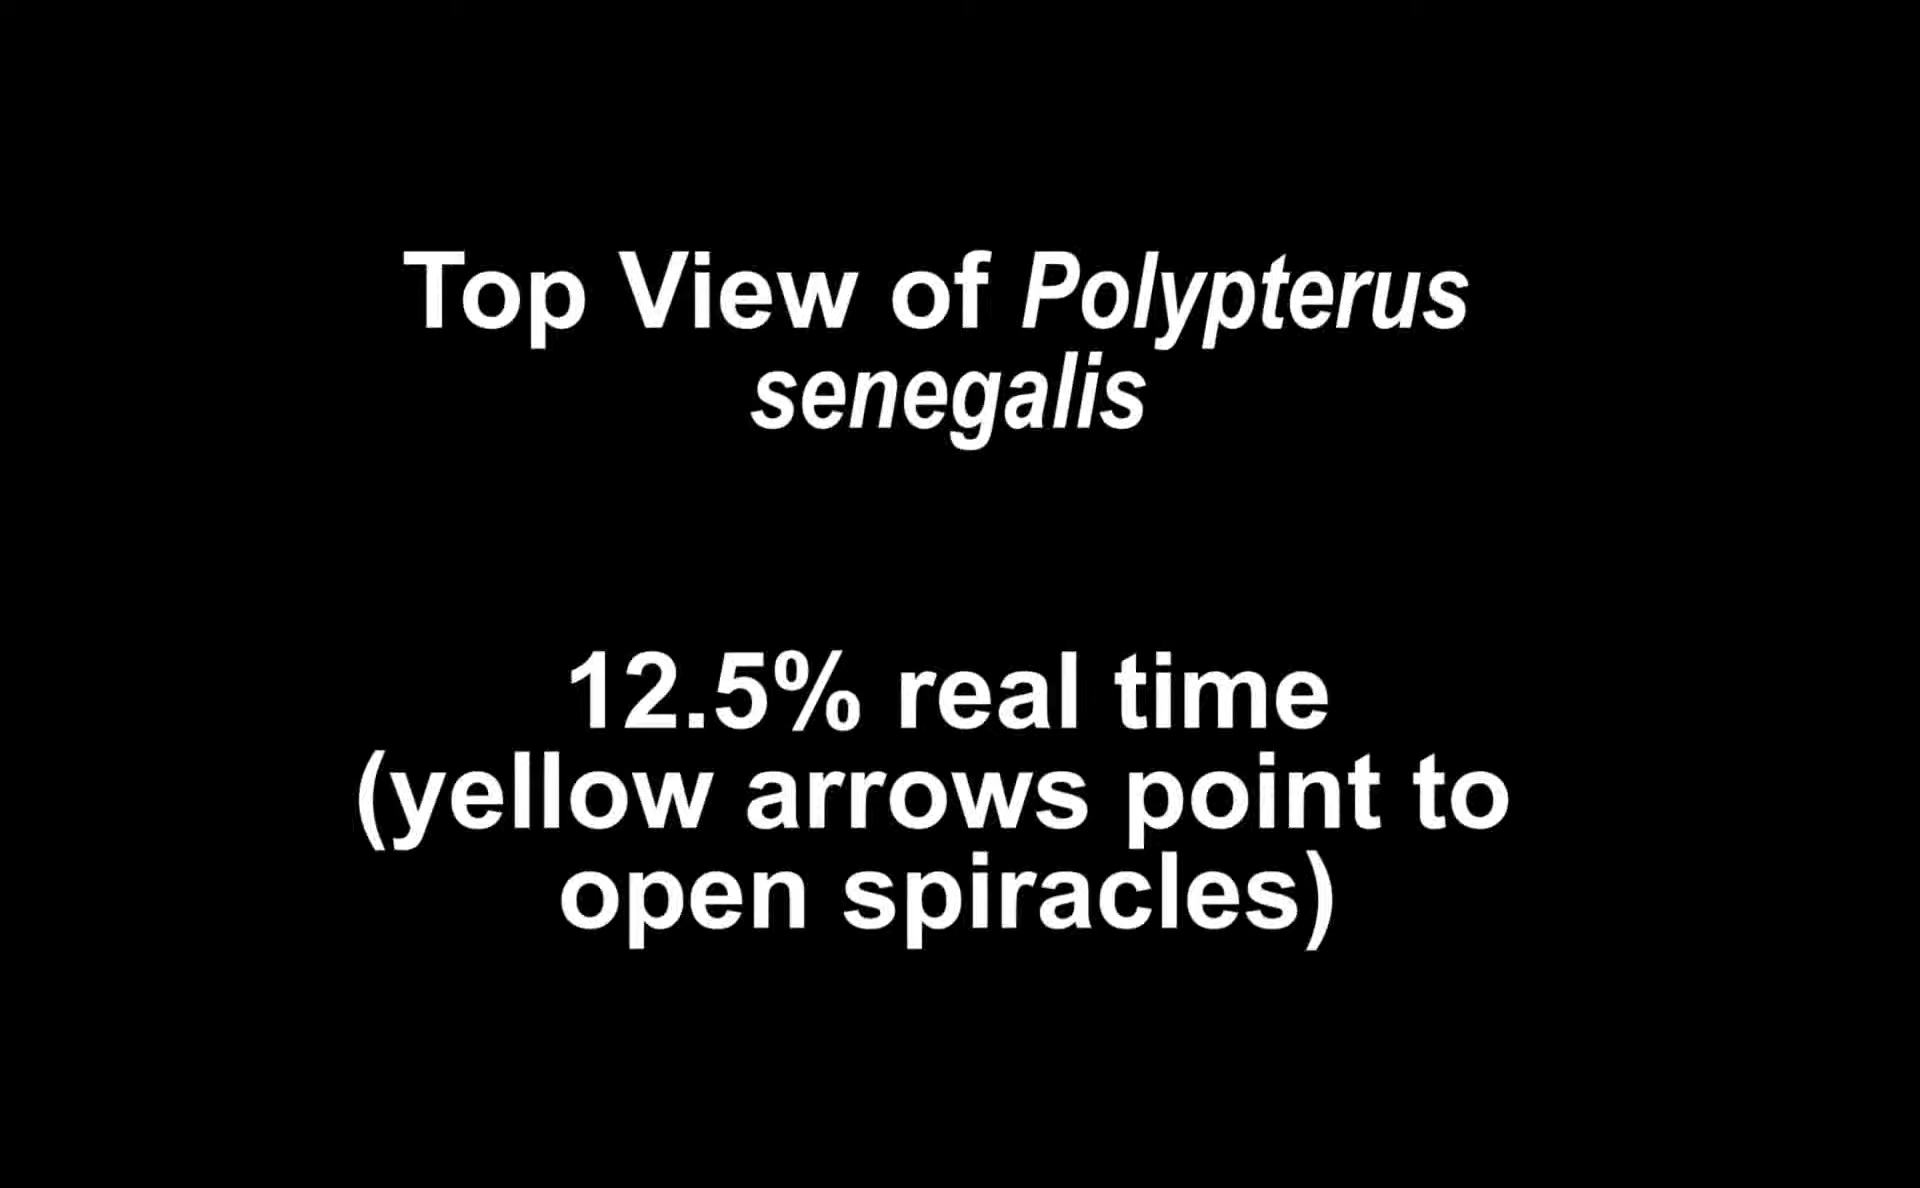 Top View of Polypterus
senegalis
12.5% real time
(yellow arrows point to
open spiracles)